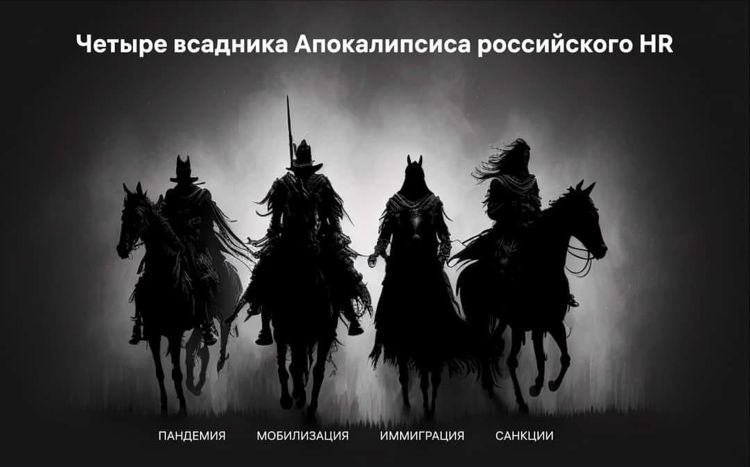 Четыре всадника Апокалипсиса российского HR
ПАНДЕМИЯ МОБИЛИЗАЦИЯ ИММИГРАЦИЯ САНКЦИИ